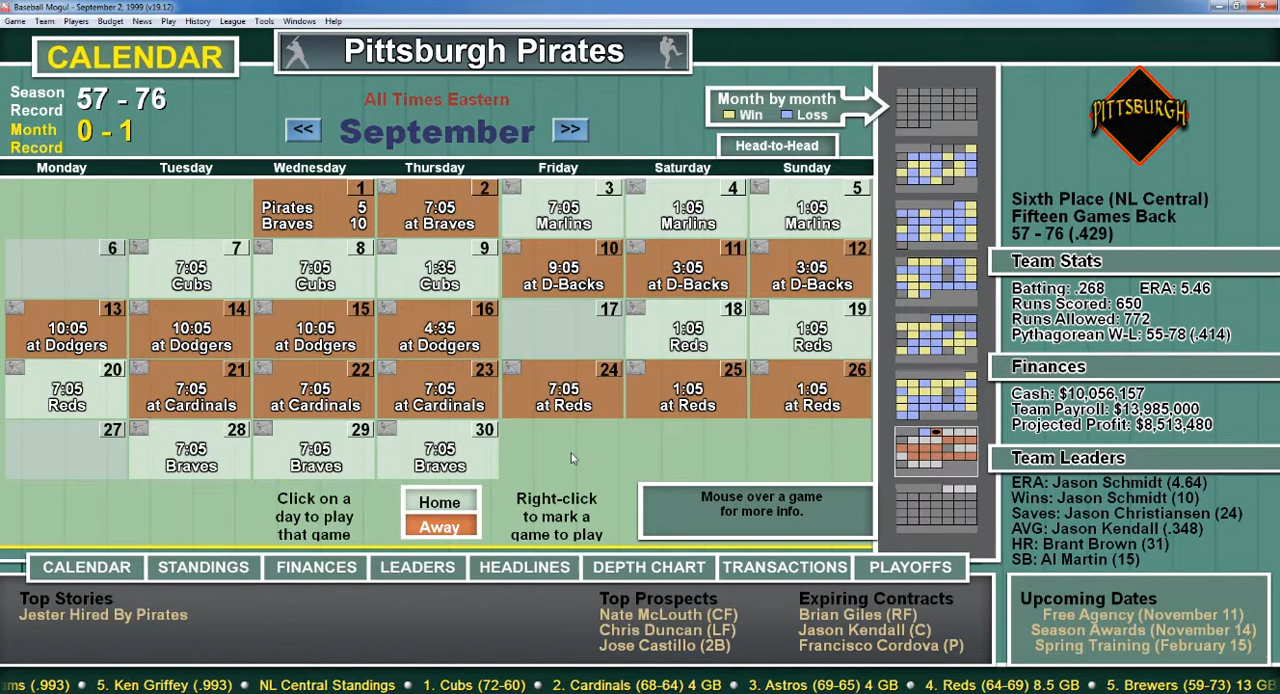 Baseball Mogul - September 2, 1999 (v19.12)
Game Team Players Budget News Play History League Tools Windows Help
CALENDAR
Pittsburgh Pirates
Season Record 57 - 76
Month Record 0 - 1
All Times Eastern
<< September >>
Month by month
Win Loss
Head-to-Head
Monday Tuesday Wednesday Thursday Friday Saturday Sunday
1 2 3 4 5
Pirates 5
Braves 10
7:05 at Braves
7:05 Marlins
1:05 Marlins
1:05 Marlins
6 7 8 9 10 11 12
7:05 Cubs
7:05 Cubs
1:35 Cubs
9:05 at D-Backs
3:05 at D-Backs
3:05 at D-Backs
13 14 15 16 17 18 19
10:05 at Dodgers
10:05 at Dodgers
10:05 at Dodgers
4:35 at Dodgers
1:05 Reds
1:05 Reds
20 21 22 23 24 25 26
7:05 Reds
7:05 at Cardinals
7:05 at Cardinals
7:05 at Cardinals
7:05 at Reds
1:05 at Reds
1:05 at Reds
27 28 29 30
7:05 Braves
7:05 Braves
7:05 Braves
Click on a
day to play
that game
Home
Away
Right-click
to mark a
game to play
Mouse over a game
for more info.
PITTSBURGH
Sixth Place (NL Central)
Fifteen Games Back
57 - 76 (.429)
Team Stats
Batting: .268 ERA: 5.46
Runs Scored: 650
Runs Allowed: 772
Pythagorean W-L: 55-78 (.414)
Finances
Cash: $10,056,157
Team Payroll: $13,985,000
Projected Profit: $8,513,480
Team Leaders
ERA: Jason Schmidt (4.64)
Wins: Jason Schmidt (10)
Saves: Jason Christiansen (24)
AVG: Jason Kendall (.348)
HR: Brant Brown (31)
SB: Al Martin (15)
CALENDAR STANDINGS FINANCES LEADERS HEADLINES DEPTH CHART TRANSACTIONS PLAYOFFS
Top Stories
Jester Hired By Pirates
Top Prospects
Nate McLouth (CF)
Chris Duncan (LF)
Jose Castillo (2B)
Expiring Contracts
Brian Giles (RF)
Jason Kendall (C)
Francisco Cordova (P)
Upcoming Dates
Free Agency (November 11)
Season Awards (November 14)
Spring Training (February 15)
ams (.993) • 5. Ken Griffey (.993) • NL Central Standings • 1. Cubs (72-60) • 2. Cardinals (68-64) 4 GB • 3. Astros (69-65) 4 GB • 4. Reds (64-69) 8.5 GB • 5. Brewers (59-73) 13 GB